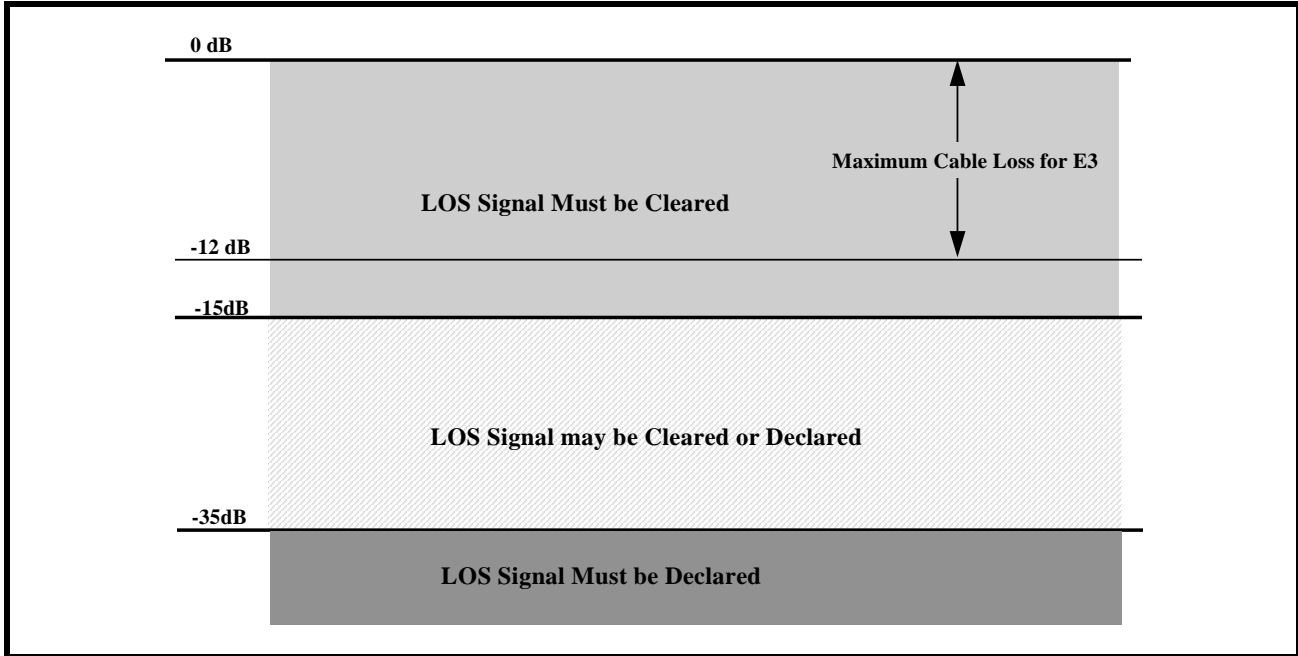 0 dB
Maximum Cable Loss for E3
LOS Signal Must be Cleared
-12 dB
-15dB
LOS Signal may be Cleared or Declared
-35dB
LOS Signal Must be Declared